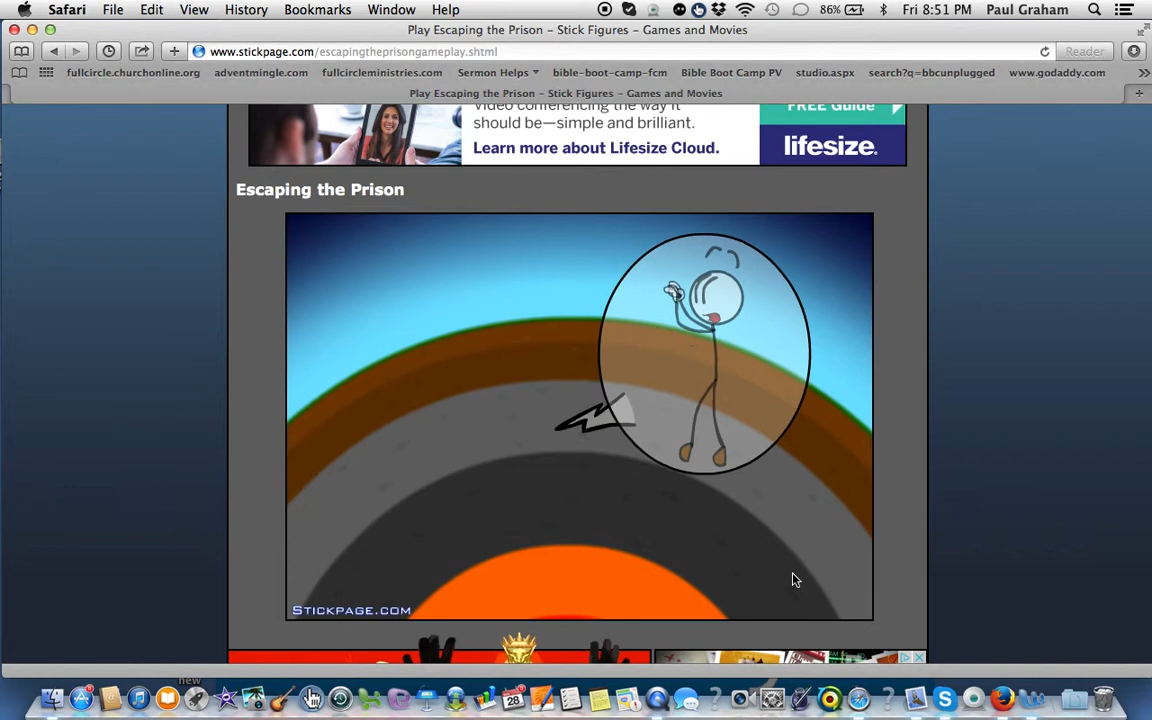 Safari File Edit View History Bookmarks Window Help 86% Fri 8:51 PM Paul Graham
Play Escaping the Prison - Stick Figures - Games and Movies
www.stickpage.com/escapingtheprisongameplay.shtml Reader
fullcircle.churchonline.org adventmingle.com fullcircleministries.com Sermon Helps bible-boot-camp-fcm Bible Boot Camp PV studio.aspx search?q=bbcunplugged www.godaddy.com
Play Escaping the Prison - Stick Figures - Games and Movies
Video conferencing the way it
should be—simple and brilliant.
Learn more about Lifesize Cloud.
FREE Guide
lifesize.
Escaping the Prison
STICKPAGE.COM
new
28